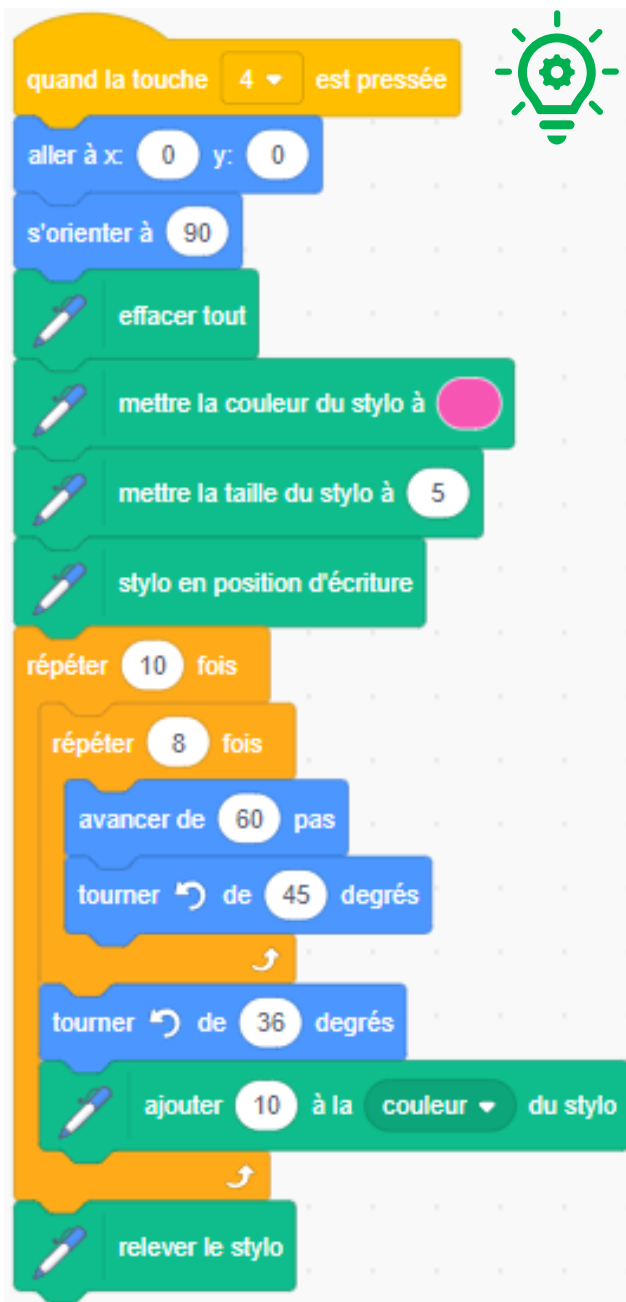 quand la touche 4 est pressée
aller à x: 0 y: 0
s'orienter à 90
effacer tout
mettre la couleur du stylo à
mettre la taille du stylo à 5
stylo en position d'écriture
répéter 10 fois
répéter 8 fois
avancer de 60 pas
tourner de 45 degrés
tourner de 36 degrés
ajouter 10 à la couleur du stylo
relever le stylo